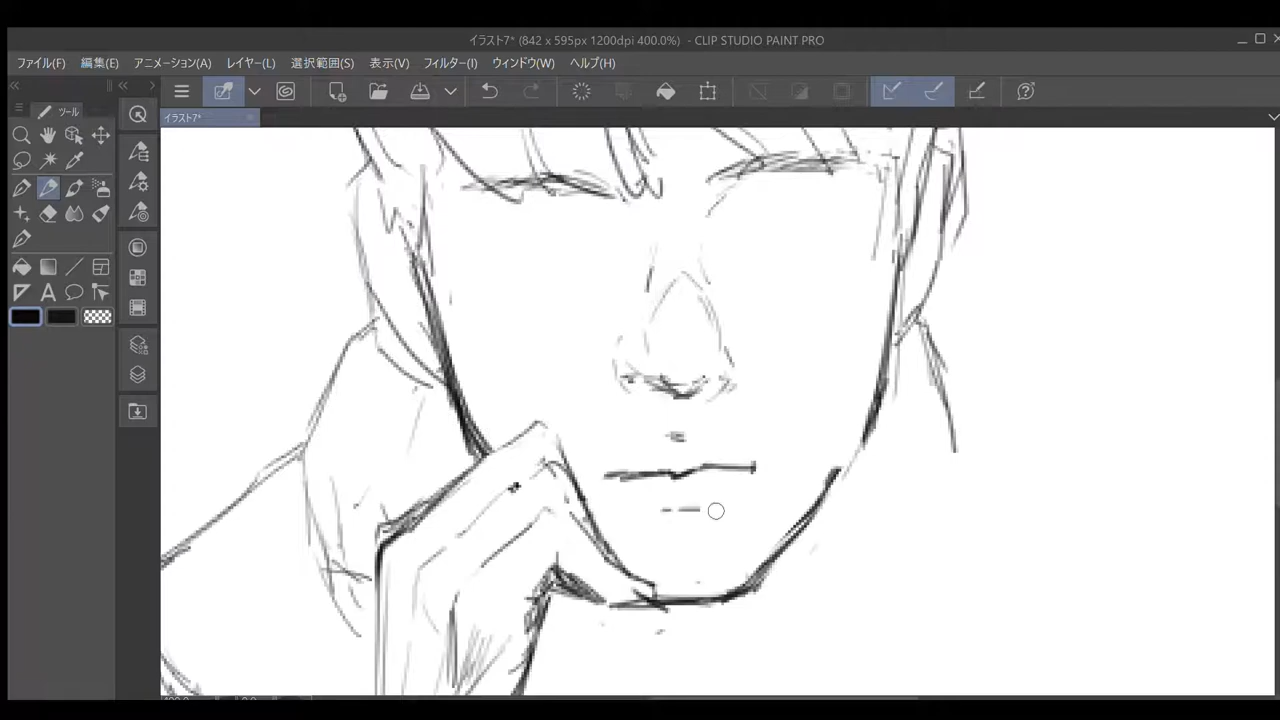 イラスト7* (842 x 595px 1200dpi 400.0%) - CLIP STUDIO PAINT PRO
ファイル(F) 編集(E) アニメーション(A) レイヤー(L) 選択範囲(S) 表示(V) フィルター(I) ウィンドウ(W) ヘルプ(H)
ツール
イラスト7*